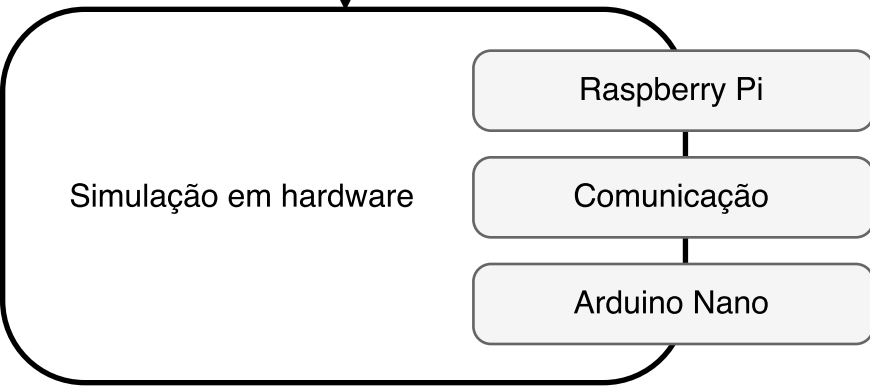 Raspberry Pi
Simulação em hardware
Comunicação
Arduino Nano